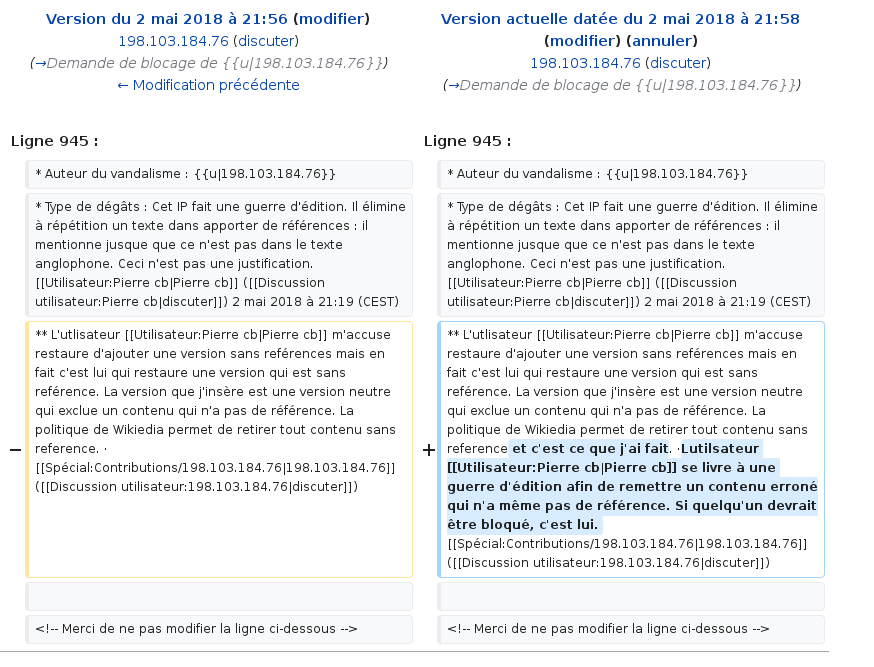 Version du 2 mai 2018 à 21:56 (modifier)
198.103.184.76 (discuter)
(→Demande de blocage de {{u|198.103.184.76}})
← Modification précédente
Version actuelle datée du 2 mai 2018 à 21:58
(modifier) (annuler)
198.103.184.76 (discuter)
(→Demande de blocage de {{u|198.103.184.76}})
Ligne 945 :
Ligne 945 :
* Auteur du vandalisme : {{u|198.103.184.76}}
* Auteur du vandalisme : {{u|198.103.184.76}}
* Type de dégâts : Cet IP fait une guerre d'édition. Il élimine
à répétition un texte dans apporter de références : il
mentionne jusque que ce n'est pas dans le texte
anglophone. Ceci n'est pas une justification.
[[Utilisateur:Pierre cb|Pierre cb]] ([[Discussion
utilisateur:Pierre cb|discuter]]) 2 mai 2018 à 21:19 (CEST)
* Type de dégâts : Cet IP fait une guerre d'édition. Il élimine
à répétition un texte dans apporter de références : il
mentionne jusque que ce n'est pas dans le texte
anglophone. Ceci n'est pas une justification.
[[Utilisateur:Pierre cb|Pierre cb]] ([[Discussion
utilisateur:Pierre cb|discuter]]) 2 mai 2018 à 21:19 (CEST)
−
** L'utlisateur [[Utilisateur:Pierre cb|Pierre cb]] m'accuse
restaure d'ajouter une version sans reférences mais en
fait c'est lui qui restaure une version qui est sans
reférence. La version que j'insère est une version neutre
qui exclue un contenu qui n'a pas de référence. La
politique de Wikiedia permet de retirer tout contenu sans
reference. ·
[[Spécial:Contributions/198.103.184.76|198.103.184.76]]
([[Discussion utilisateur:198.103.184.76|discuter]])
+
** L'utlisateur [[Utilisateur:Pierre cb|Pierre cb]] m'accuse
restaure d'ajouter une version sans reférences mais en
fait c'est lui qui restaure une version qui est sans
reférence. La version que j'insère est une version neutre
qui exclue un contenu qui n'a pas de référence. La
politique de Wikiedia permet de retirer tout contenu sans
reference et c'est ce que j'ai fait. ·Lutilsateur
[[Utilisateur:Pierre cb|Pierre cb]] se livre à une
guerre d'édition afin de remettre un contenu erroné
qui n'a même pas de référence. Si quelqu'un devrait
être bloqué, c'est lui.
[[Spécial:Contributions/198.103.184.76|198.103.184.76]]
([[Discussion utilisateur:198.103.184.76|discuter]])
<!-- Merci de ne pas modifier la ligne ci-dessous -->
<!-- Merci de ne pas modifier la ligne ci-dessous -->